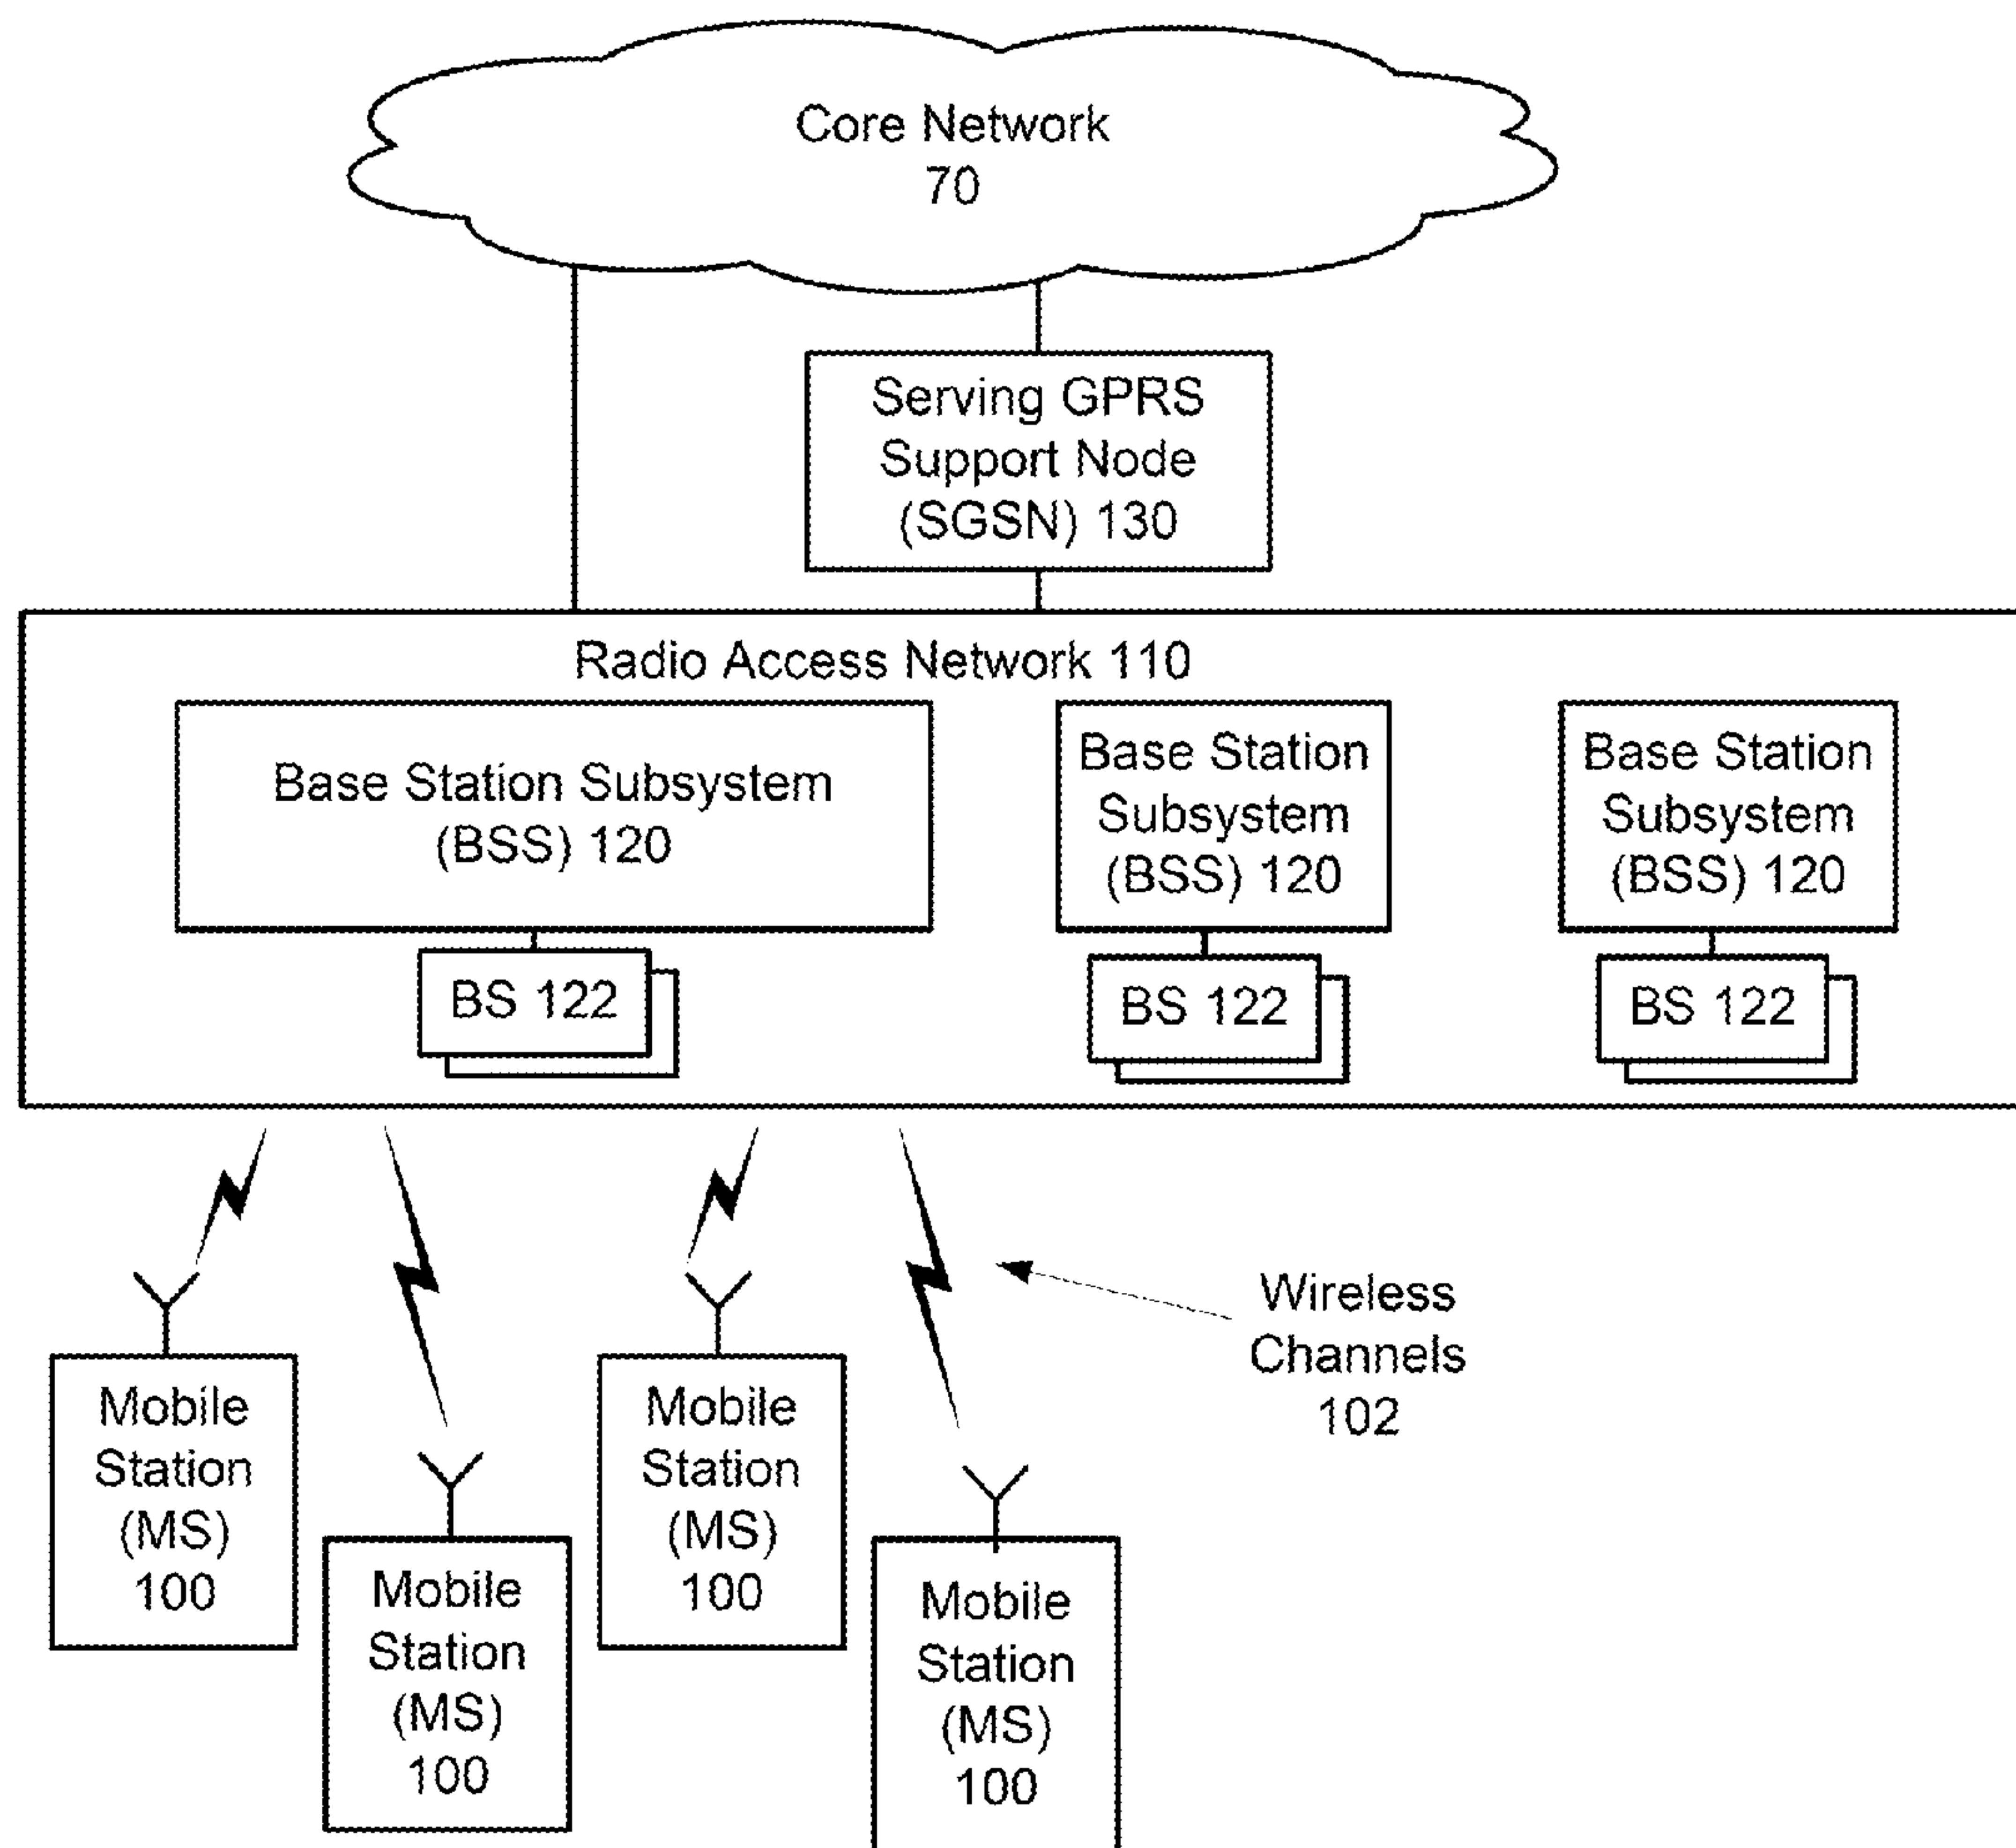 Core Network
70
Serving GPRS
Support Node
(SGSN) 130
Radio Access Network 110
Base Station Subsystem
(BSS) 120
Base Station
Subsystem
(BSS) 120
Base Station
Subsystem
(BSS) 120
BS 122
BS 122
BS 122
Wireless
Channels
102
Mobile
Station
(MS)
100
Mobile
Station
(MS)
100
Mobile
Station
(MS)
100
Mobile
Station
(MS)
100